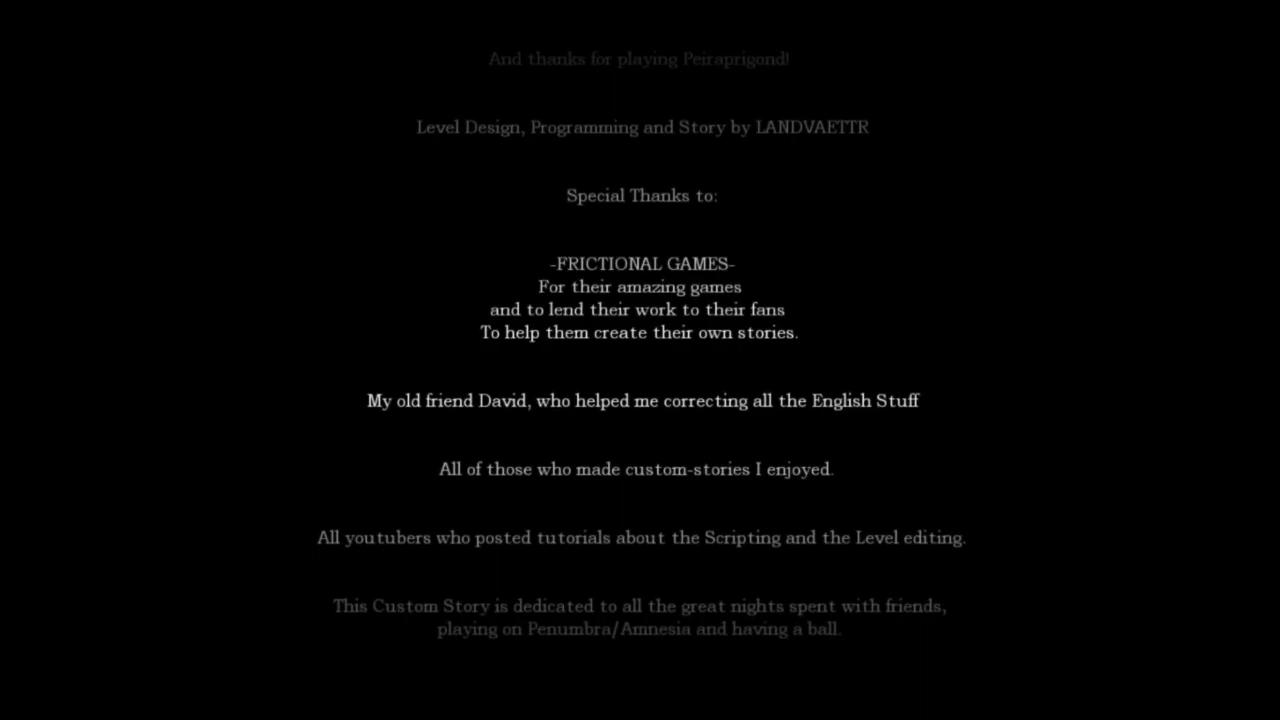 And thanks for playing Peiraprigond!
Level Design, Programming and Story by LANDVAETTR
Special Thanks to:
-FRICTIONAL GAMES-
For their amazing games
and to lend their work to their fans
To help them create their own stories.
My old friend David, who helped me correcting all the English Stuff
All of those who made custom-stories I enjoyed.
All youtubers who posted tutorials about the Scripting and the Level editing.
This Custom Story is dedicated to all the great nights spent with friends,
playing on Penumbra/Amnesia and having a ball.